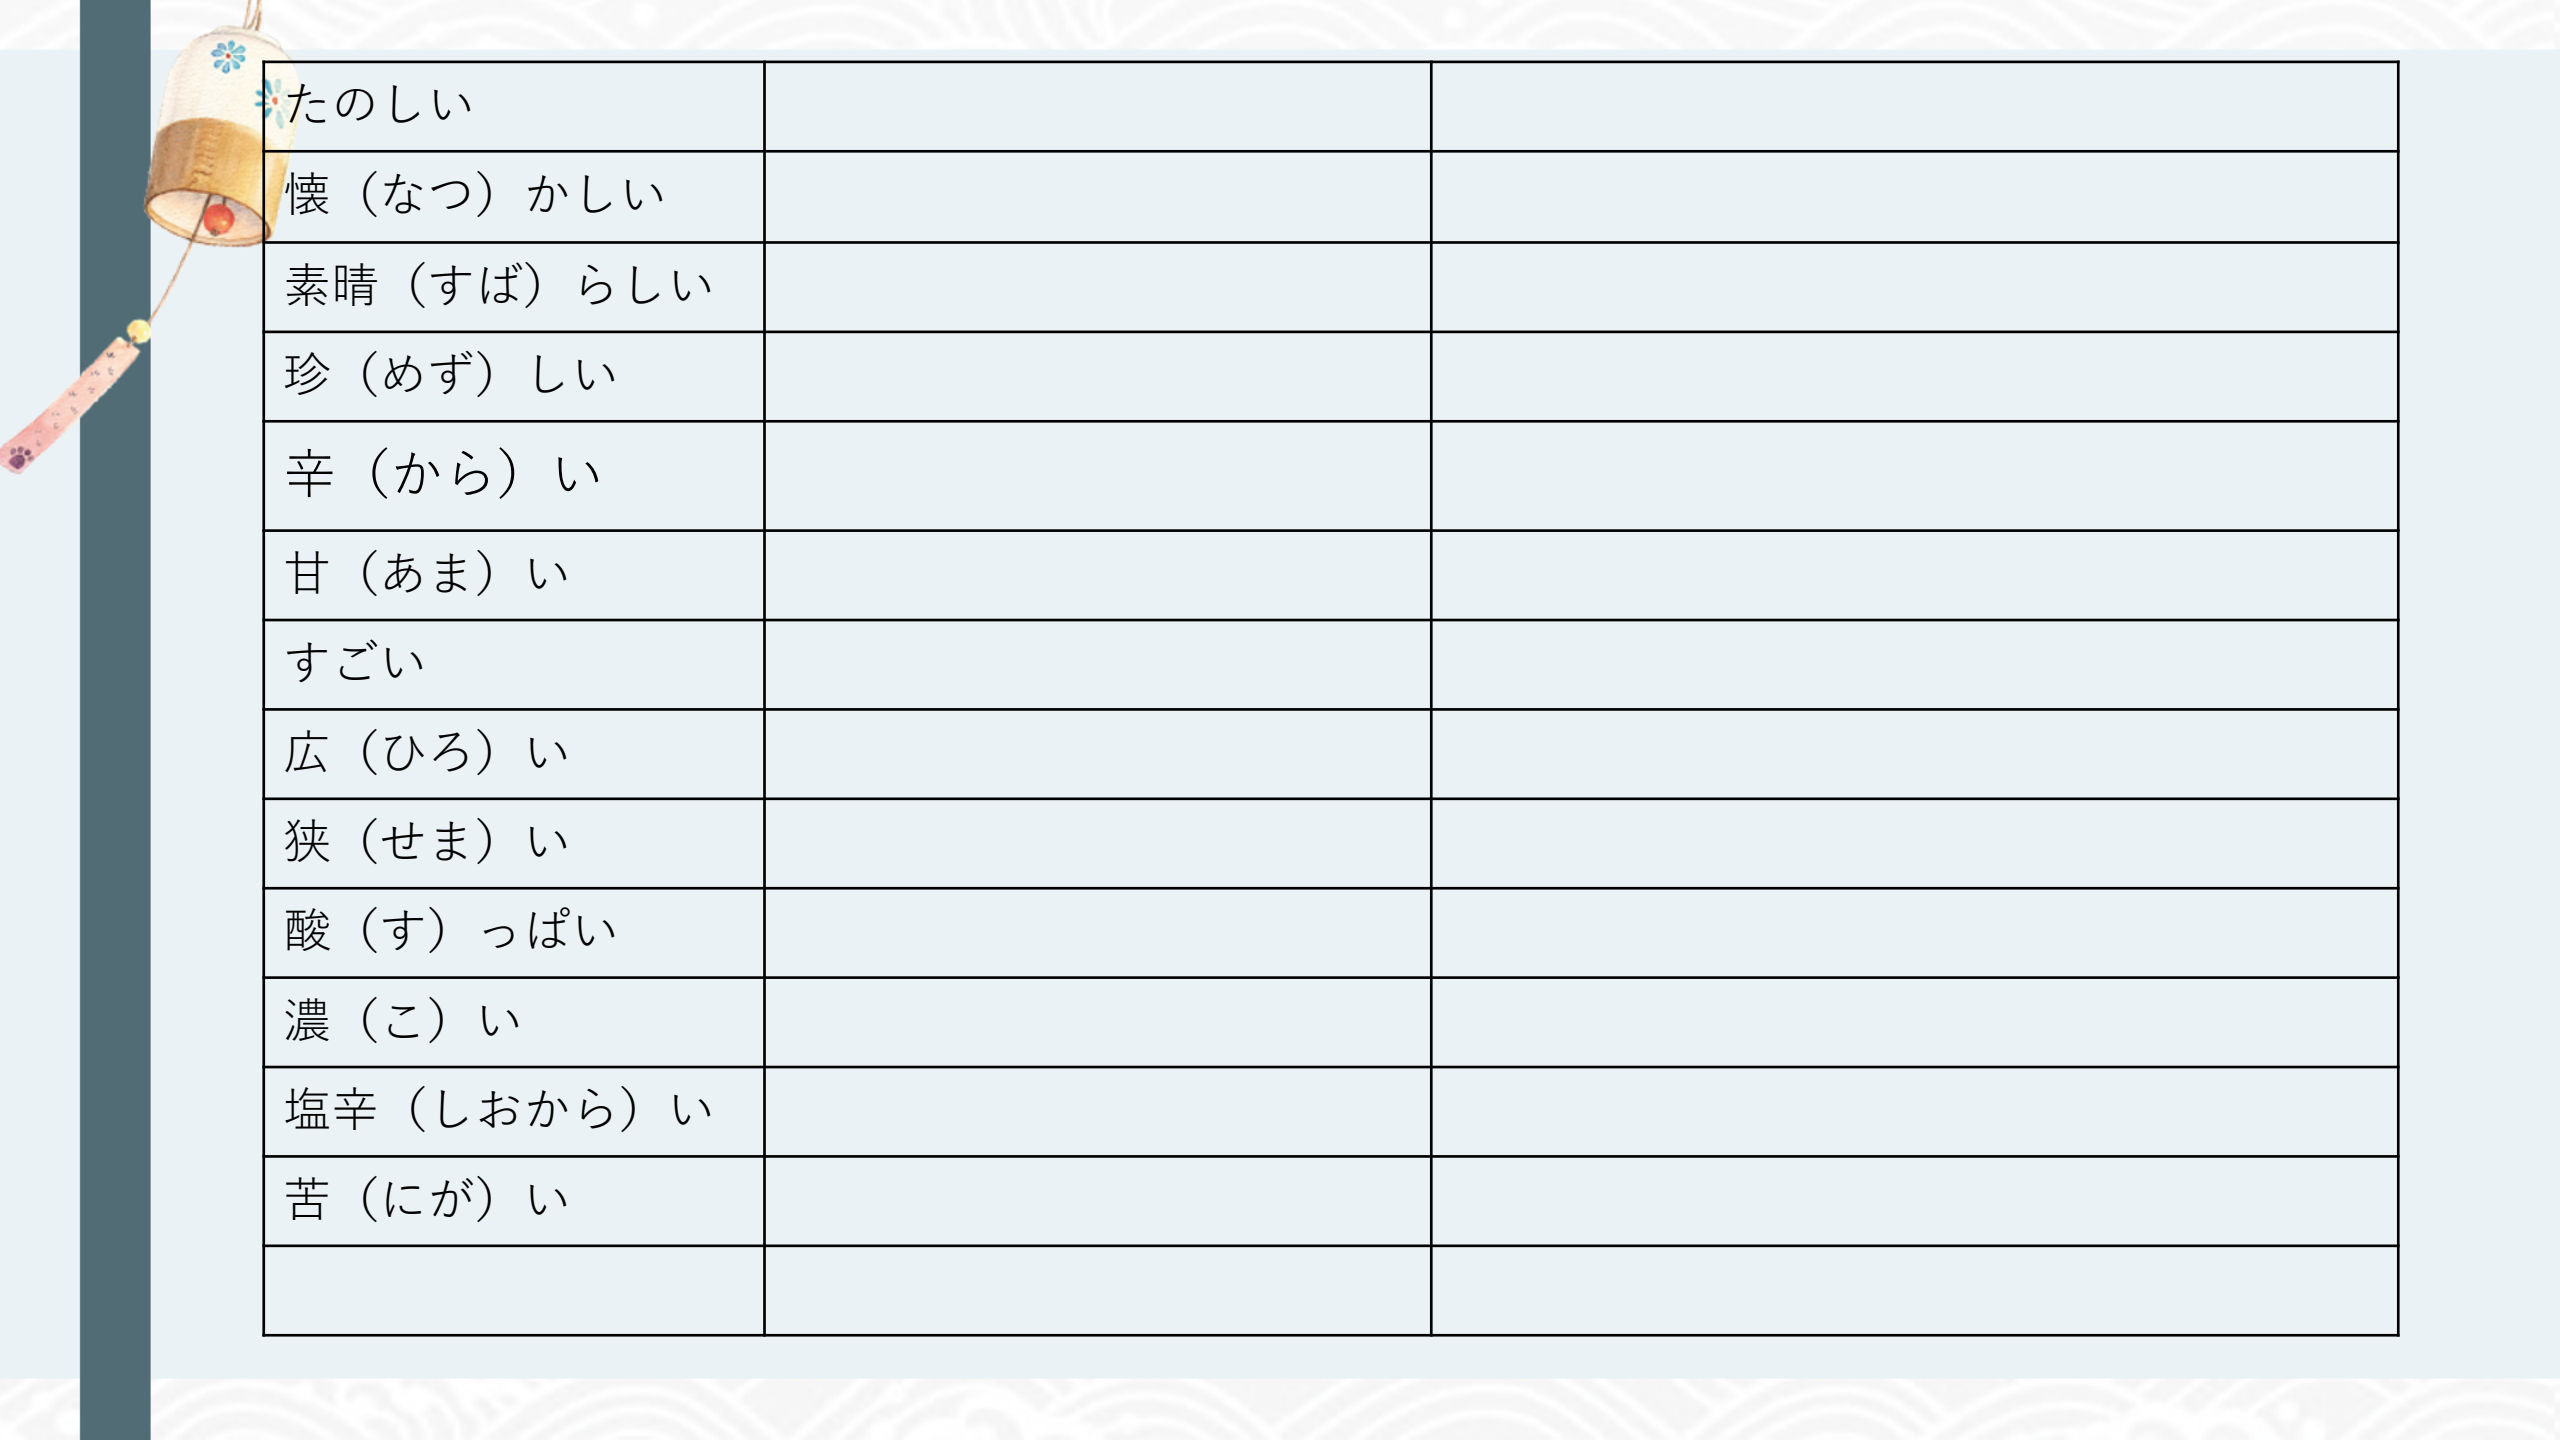 たのしい
懐（なつ）かしい
素晴（すば）らしい
珍（めず）しい
辛（から）い
甘（あま）い
すごい
広（ひろ）い
狭（せま）い
酸（す）っぱい
濃（こ）い
塩辛（しおから）い
苦（にが）い